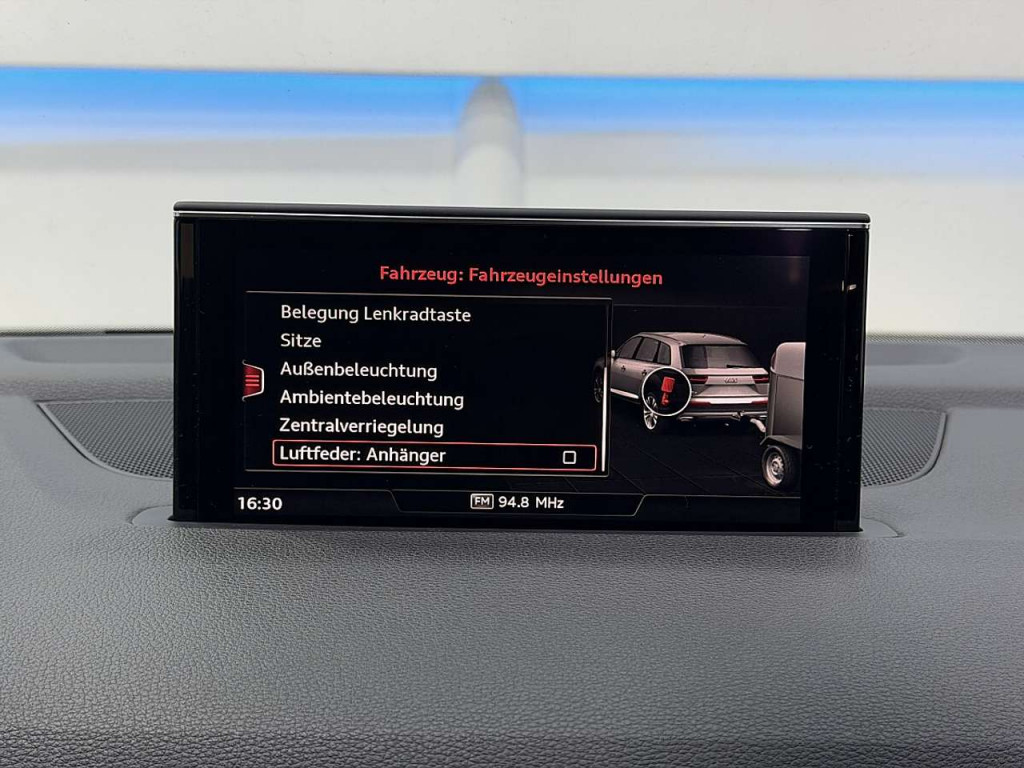 Fahrzeug: Fahrzeugeinstellungen
Belegung Lenkradtaste
Sitze
Außenbeleuchtung
Ambientebeleuchtung
Zentralverriegelung
Luftfeder: Anhänger
16:30
FM 94.8 MHz